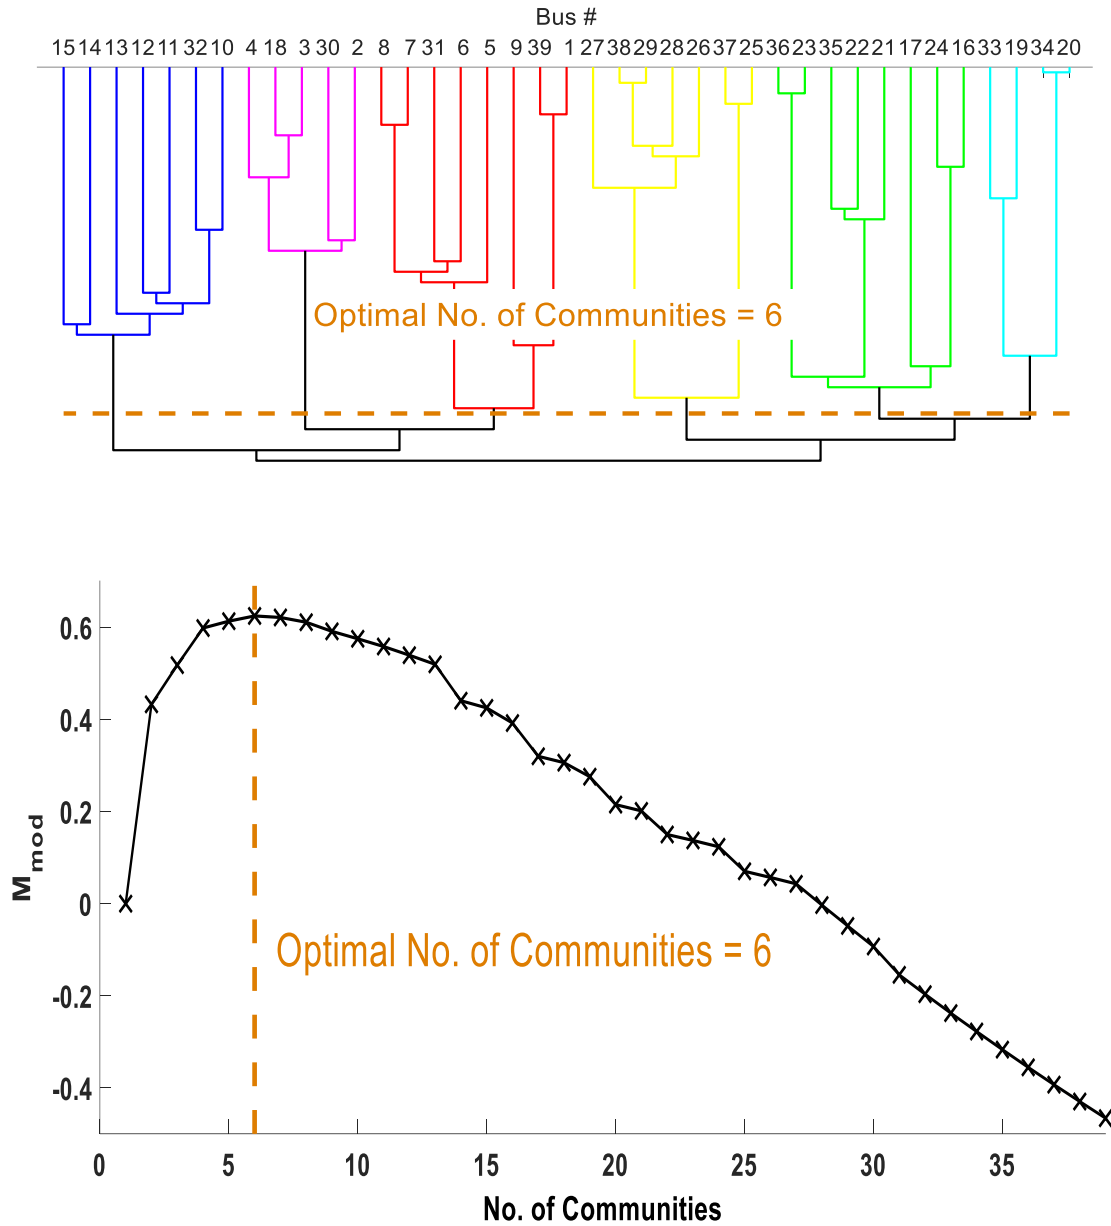 Bus #
15 14 13 12 11 32 10 4 18 3 30 2 8 7 31 6 5 9 39 1 27 38 29 28 26 37 25 36 23 35 22 21 17 24 16 33 19 34 20
Optimal No. of Communities = 6
0.6
0.4
0.2
0
-0.2
-0.4
M_mod
Optimal No. of Communities = 6
0 5 10 15 20 25 30 35
No. of Communities